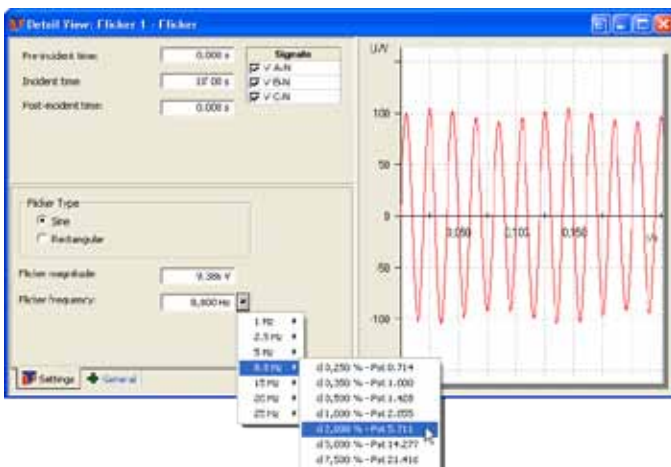 Detail View: Flicker 1 - Flicker
Pre-incident time: 0.000 s
Incident time 10.00 s
Post-incident time: 0.000 s
Signals
V A-N
V B-N
V C-N
Flicker Type
Sine
Rectangular
Flicker magnitude:
Flicker frequency: 8,800 Hz
1 Hz
2.5 Hz
5 Hz
8.8 Hz
15 Hz
20 Hz
25 Hz
d 0,250 % - Pst 0.714
d 0,350 % - Pst 1.000
d 0,500 % - Pst 1.428
d 1,000 % - Pst 2.855
d 2,000 % - Pst 5.711
d 5,000 % - Pst 14.277
d 7,500 % - Pst 21.416
Settings
General
U/V
100
50
0
-50
-100
0,050
0,100
0,150
t/s